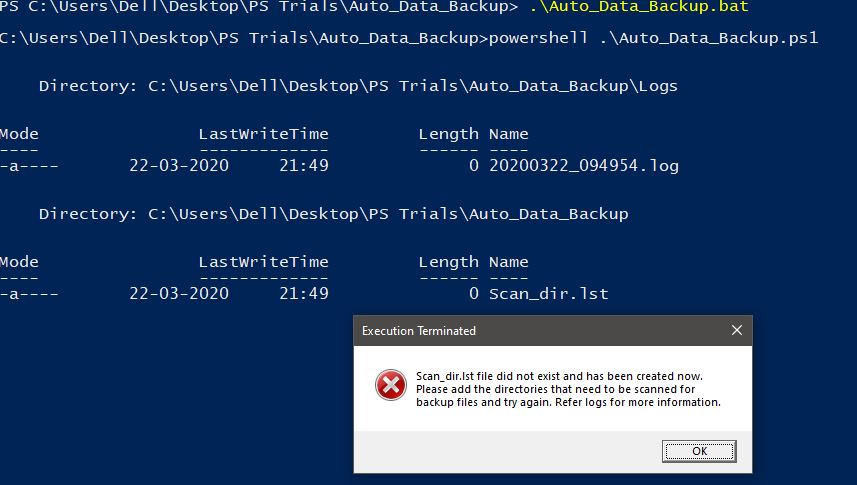 PS C:\Users\Dell\Desktop\PS Trials\Auto_Data_Backup> .\Auto_Data_Backup.bat
C:\Users\Dell\Desktop\PS Trials\Auto_Data_Backup>powershell .\Auto_Data_Backup.ps1
Directory: C:\Users\Dell\Desktop\PS Trials\Auto_Data_Backup\Logs
Mode LastWriteTime Length Name
---- ------------- ------ ----
-a---- 22-03-2020 21:49 0 20200322_094954.log
Directory: C:\Users\Dell\Desktop\PS Trials\Auto_Data_Backup
Mode LastWriteTime Length Name
---- ------------- ------ ----
-a---- 22-03-2020 21:49 0 Scan_dir.lst
Execution Terminated
Scan_dir.lst file did not exist and has been created now.
Please add the directories that need to be scanned for
backup files and try again. Refer logs for more information.
OK